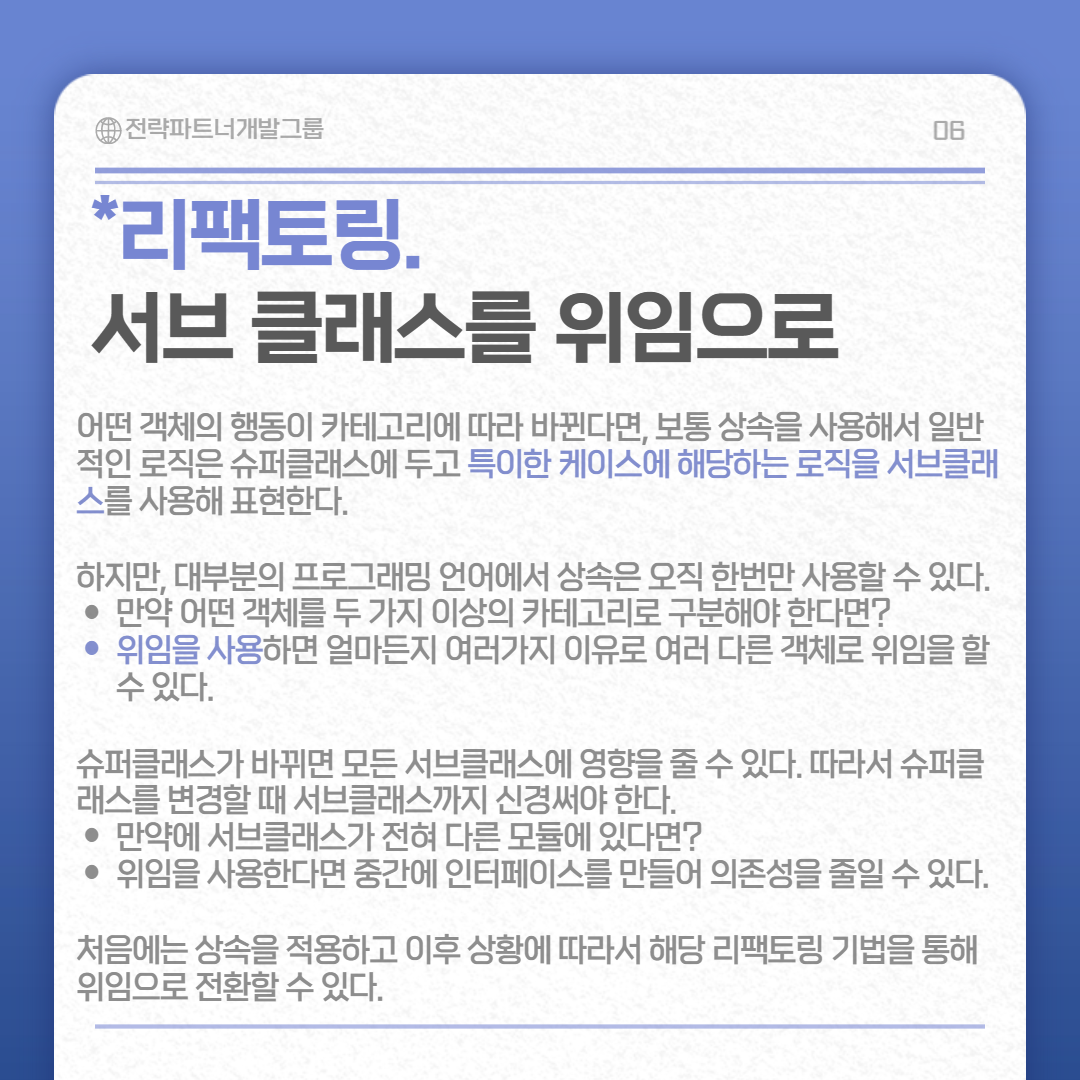 전략파트너개발그룹
06
*리팩토링.
서브 클래스를 위임으로
어떤 객체의 행동이 카테고리에 따라 바뀐다면, 보통 상속을 사용해서 일반
적인 로직은 슈퍼클래스에 두고 특이한 케이스에 해당하는 로직을 서브클래
스를 사용해 표현한다.
하지만, 대부분의 프로그래밍 언어에서 상속은 오직 한번만 사용할 수 있다.
• 만약 어떤 객체를 두 가지 이상의 카테고리로 구분해야 한다면?
• 위임을 사용하면 얼마든지 여러가지 이유로 여러 다른 객체로 위임을 할
수 있다.
슈퍼클래스가 바뀌면 모든 서브클래스에 영향을 줄 수 있다. 따라서 슈퍼클
래스를 변경할 때 서브클래스까지 신경써야 한다.
• 만약에 서브클래스가 전혀 다른 모듈에 있다면?
• 위임을 사용한다면 중간에 인터페이스를 만들어 의존성을 줄일 수 있다.
처음에는 상속을 적용하고 이후 상황에 따라서 해당 리팩토링 기법을 통해
위임으로 전환할 수 있다.